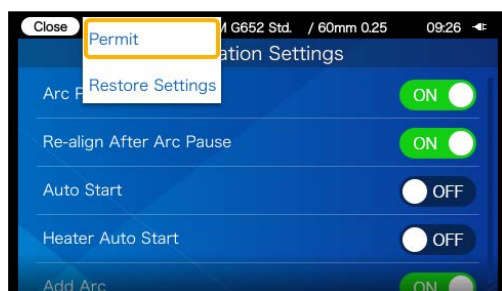 Close M G652 Std. / 60mm 0.25 09:26
Permit
ation Settings
Restore Settings
Arc P ON
Re-align After Arc Pause ON
Auto Start OFF
Heater Auto Start OFF
Add Arc ON